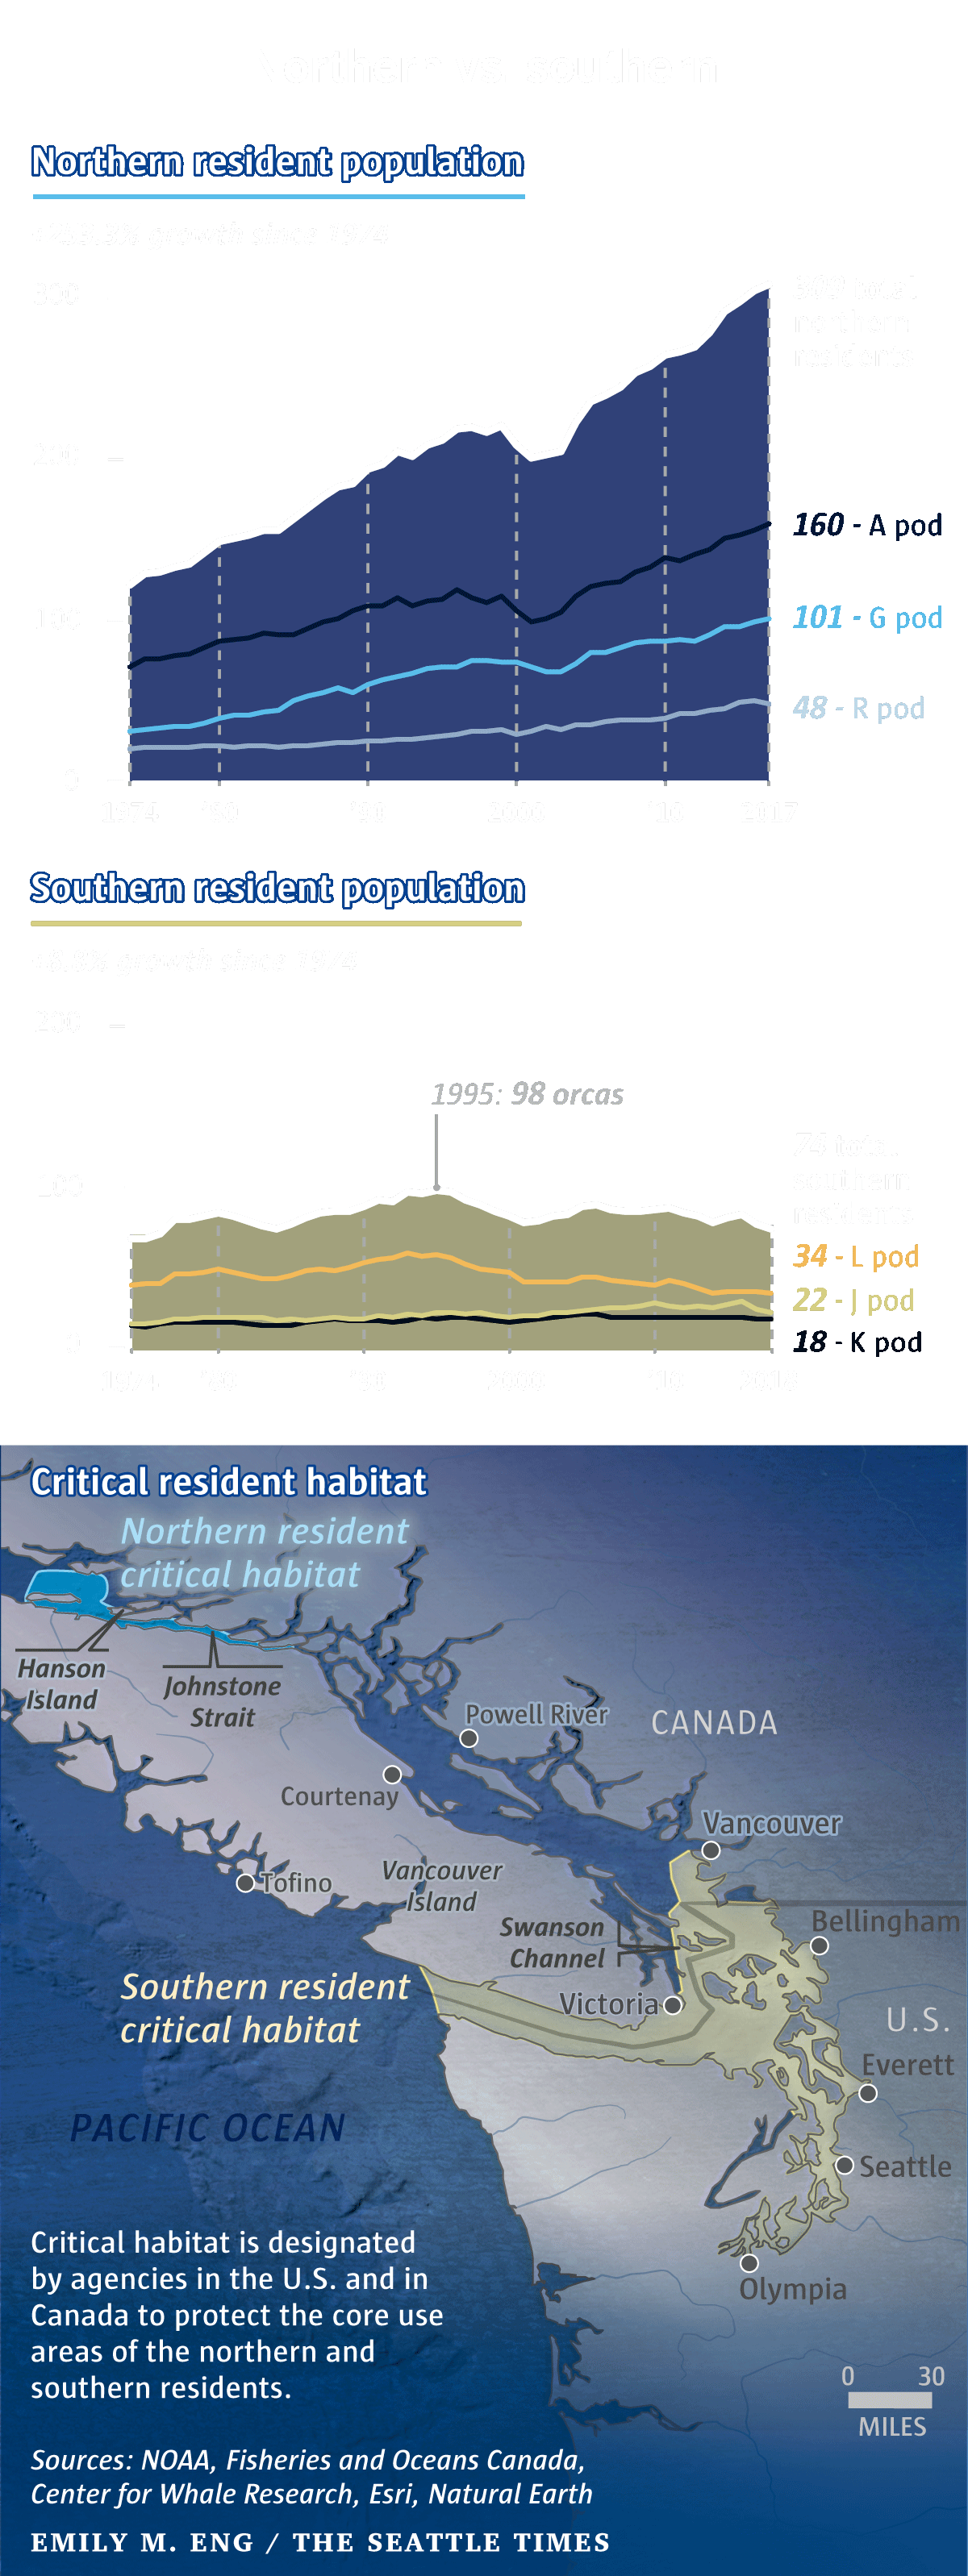 Northern vs. southern
Northern resident population
growth since 1974
300
309 total
northern
residents
200
160 - A pod
100
101 - G pod
48 - R pod
0
1974 '80 '90 2000 '10 2017
Southern resident population
growth since 1974
200
1995: 98 orcas
100
74 total
southern
residents
34 - L pod
22 - J pod
18 - K pod
0
1974 '80 '90 2000 '10 2018
Critical resident habitat
Northern resident
critical habitat
Hanson
Island
Johnstone
Strait
Powell River
CANADA
Courtenay
Vancouver
Tofino
Vancouver
Island
Swanson
Channel
Bellingham
Southern resident
critical habitat
Victoria
U.S.
Everett
PACIFIC OCEAN
Seattle
Critical habitat is designated
by agencies in the U.S. and in
Canada to protect the core use
areas of the northern and
southern residents.
Olympia
0 30
MILES
Sources: NOAA, Fisheries and Oceans Canada,
Center for Whale Research, Esri, Natural Earth
EMILY M. ENG / THE SEATTLE TIMES